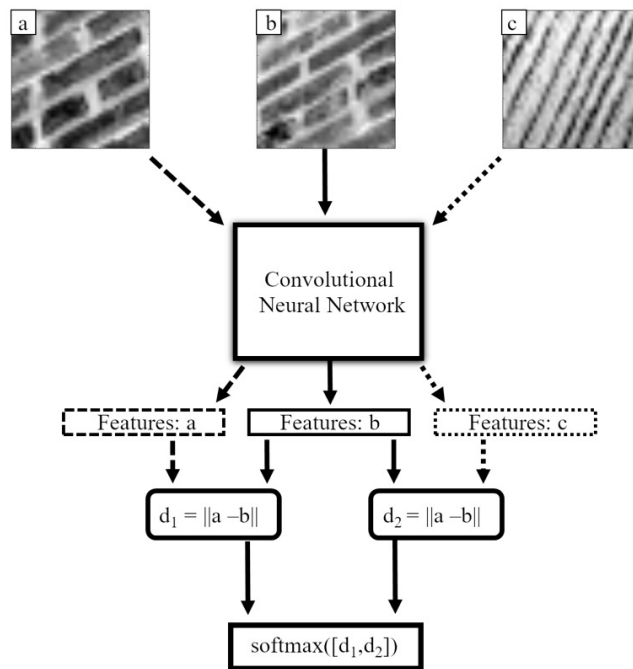 a
b
c
Convolutional
Neural Network
Features: a
Features: b
Features: c
d₁ = ||a –b||
d₂ = ||a –b||
softmax([d₁,d₂])